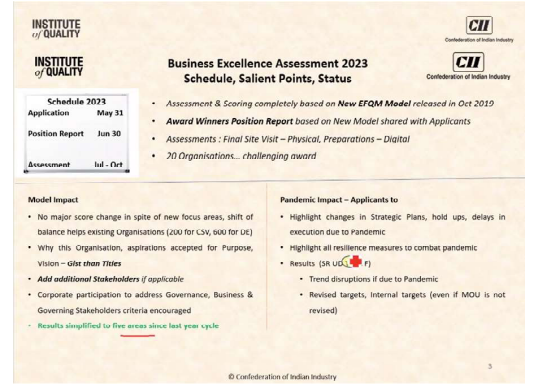 INSTITUTE
of QUALITY
CII
Confederation of Indian Industry
INSTITUTE
of QUALITY
CII
Confederation of Indian Industry
Business Excellence Assessment 2023
Schedule, Salient Points, Status
Schedule 2023
Application May 31
Position Report Jun 30
Assessment Jul - Oct
• Assessment & Scoring completely based on New EFQM Model released in Oct 2019
• Award Winners Position Report based on New Model shared with Applicants
• Assessments : Final Site Visit – Physical, Preparations – Digital
• 20 Organisations... challenging award
Model Impact
• No major score change in spite of new focus areas, shift of
balance helps existing Organisations (200 for CSV, 600 for DE)
• Why this Organisation, aspirations accepted for Purpose,
Vision – Gist than Titles
• Add additional Stakeholders if applicable
• Corporate participation to address Governance, Business &
Governing Stakeholders criteria encouraged
• Results simplified to five areas since last year cycle
Pandemic Impact – Applicants to
• Highlight changes in Strategic Plans, hold ups, delays in
execution due to Pandemic
• Highlight all resilience measures to combat pandemic
• Results (SR UD F)
• Trend disruptions if due to Pandemic
• Revised targets, Internal targets (even if MOU is not
revised)
3
© Confederation of Indian Industry